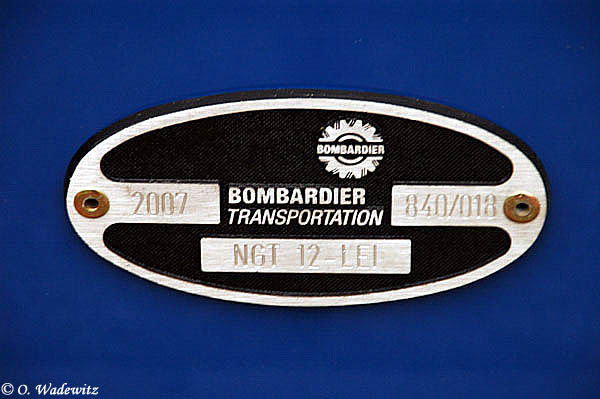 BOMBARDIER
2007
BOMBARDIER
TRANSPORTATION
840/018
NGT 12-LEI
© O. Wadewitz